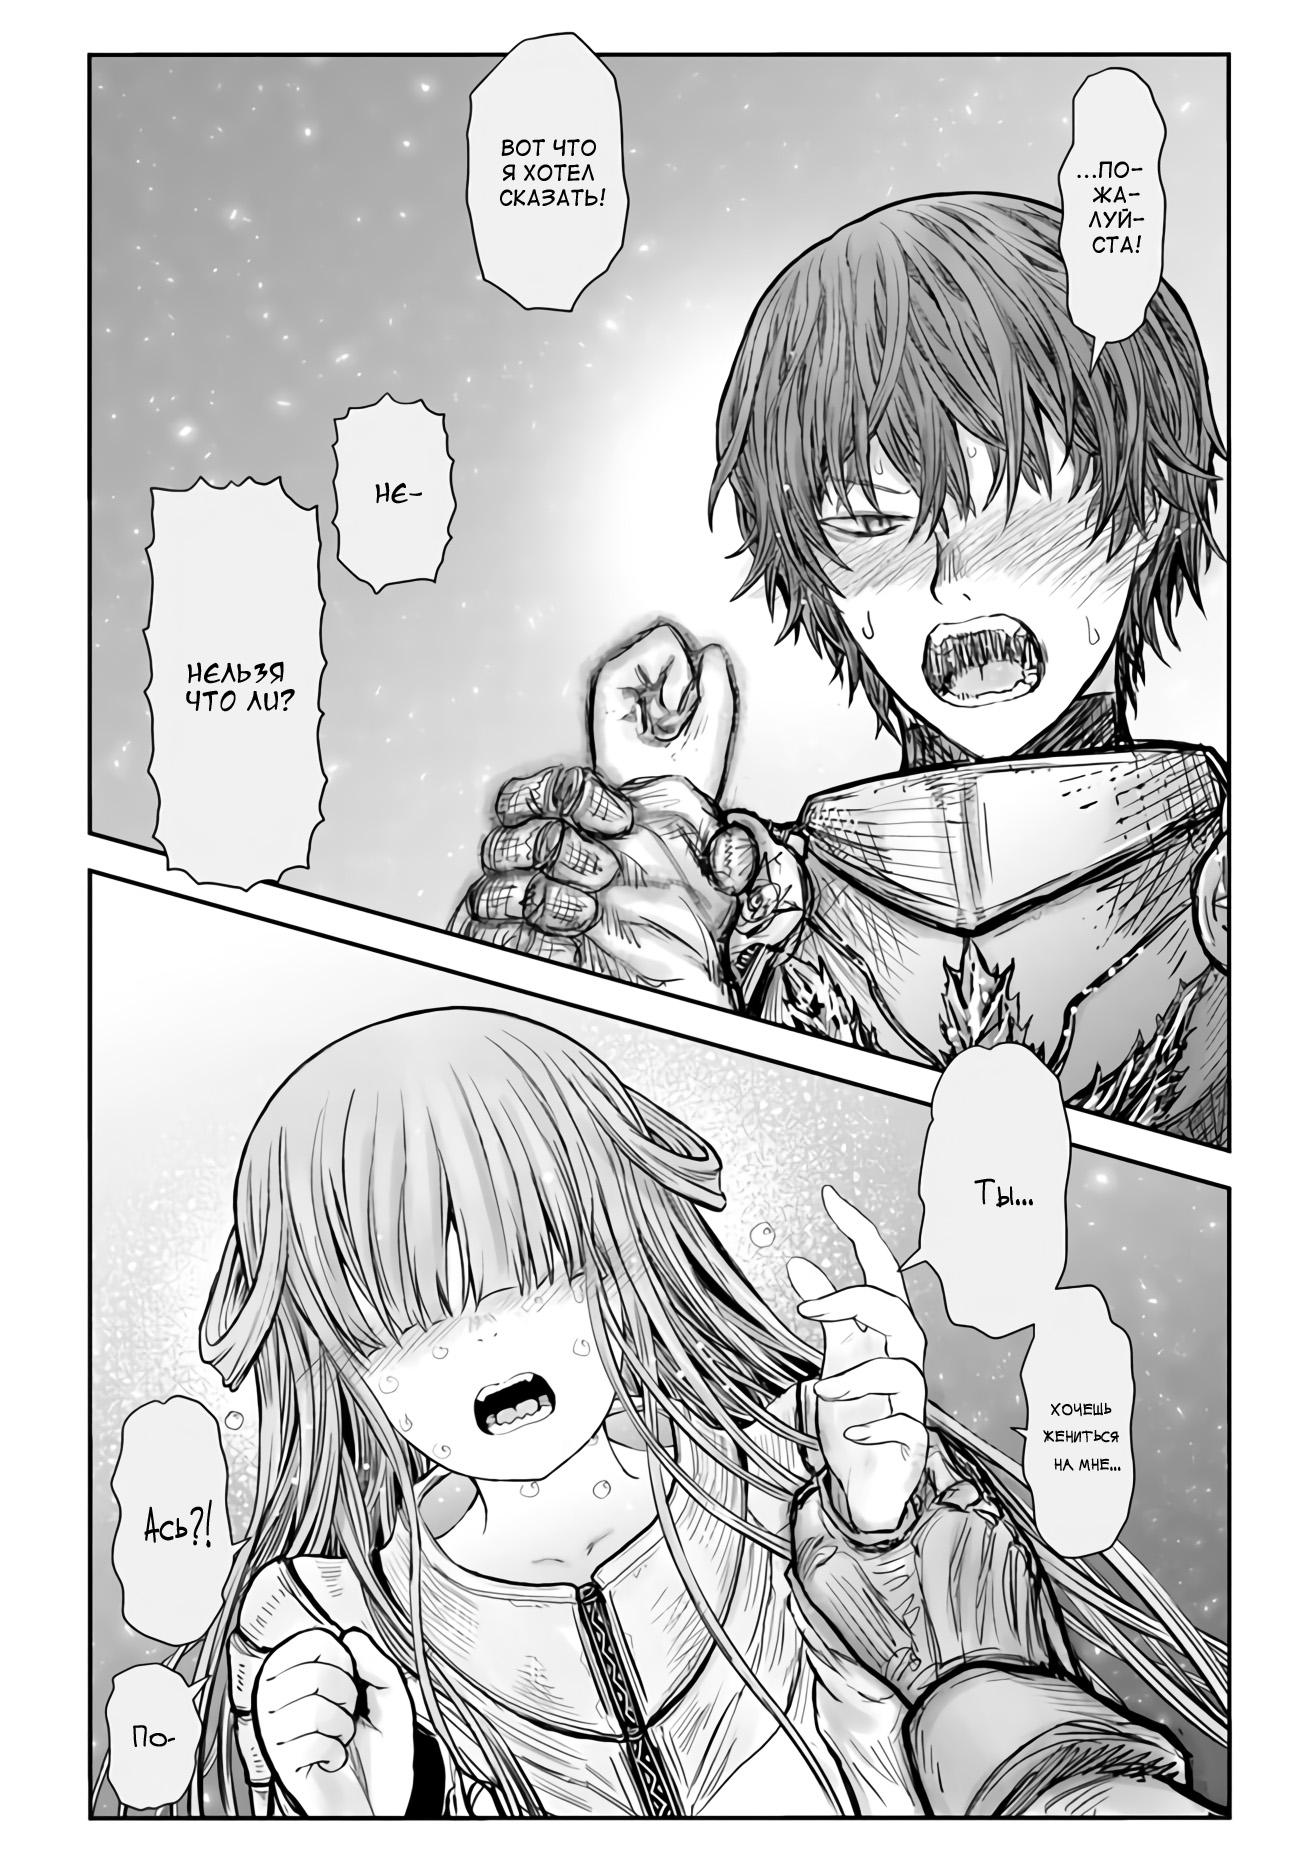 ...ПО-
ЖА-
ЛУЙ-
СТА!
ВОТ ЧТО
Я ХОТЕЛ
СКАЗАТЬ!
НЕ-
НЕЛЬЗЯ
ЧТО ЛИ?
Ты...
ХОЧЕШЬ
ЖЕНИТЬСЯ
НА МНЕ...
Ась?!
По-